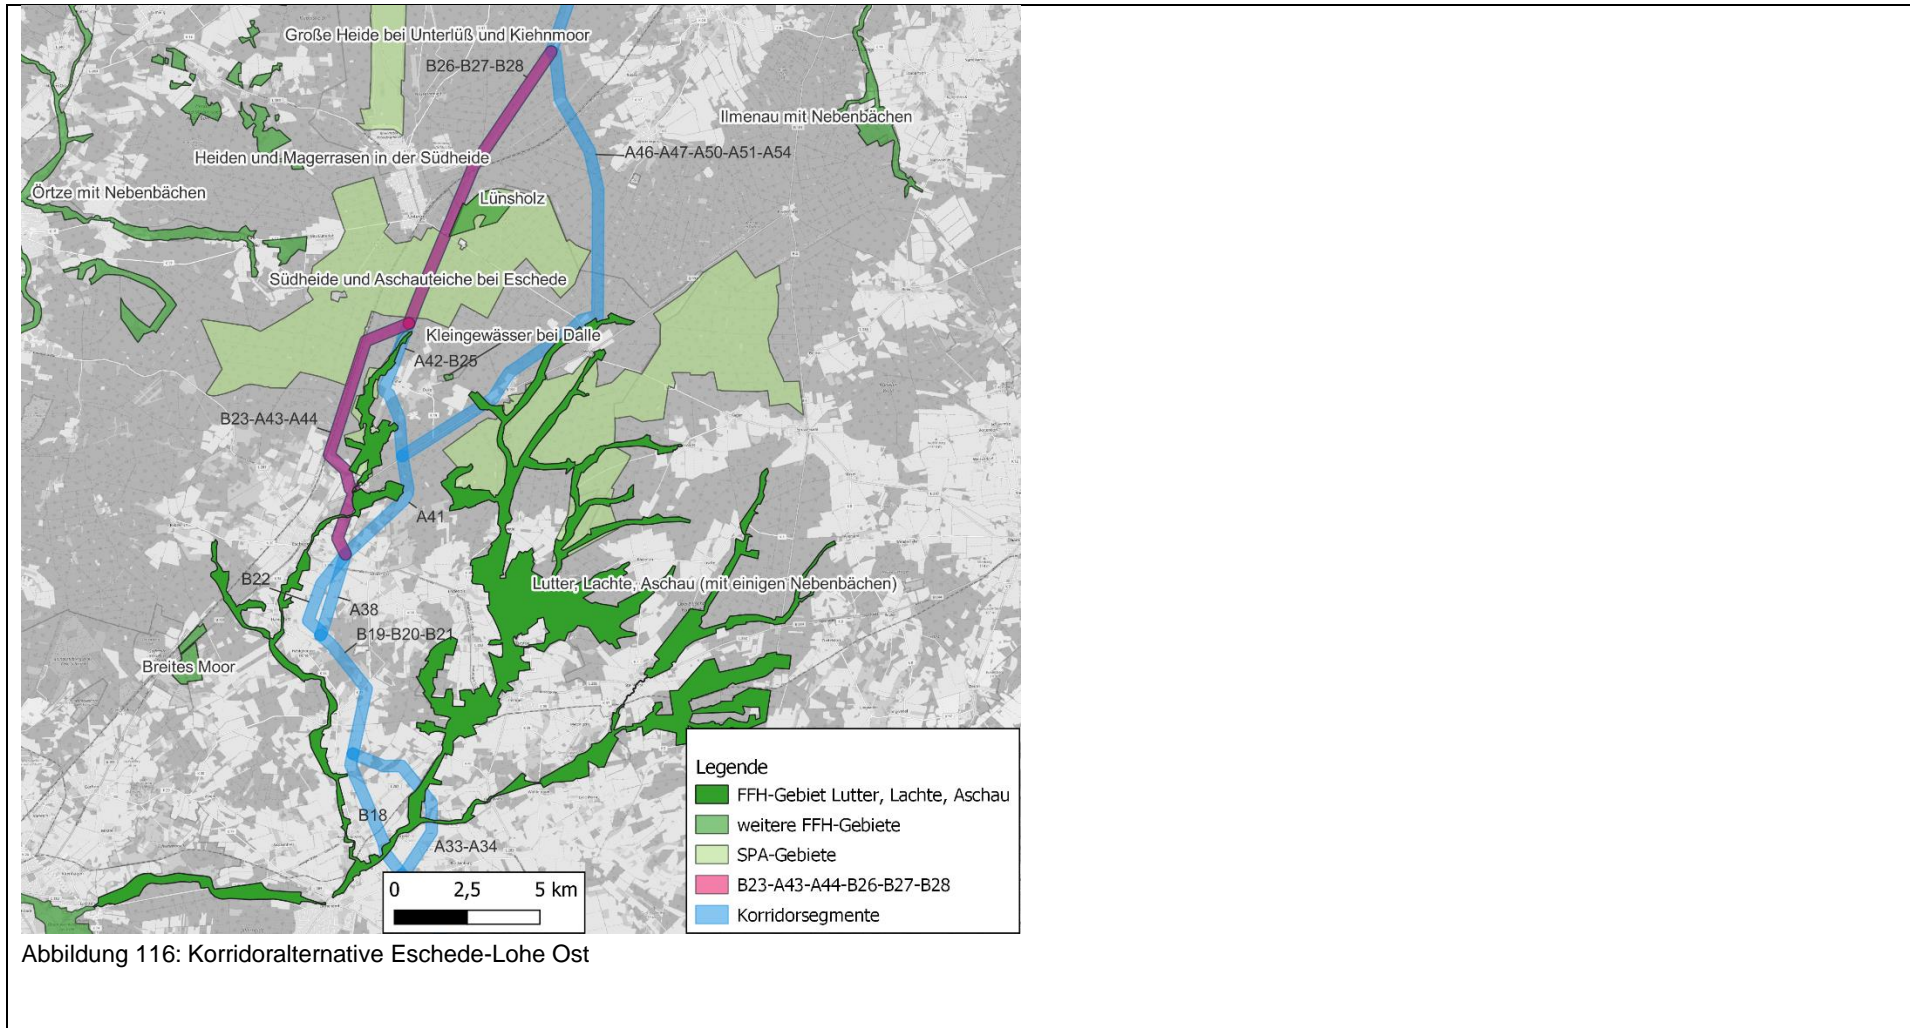 Große Heide bei Unterlüß und Kiehnmoor
B26-B27-B28
Ilmenau mit Nebenbächen
A46-A47-A50-A51-A54
Heiden und Magerrasen in der Südheide
Örtze mit Nebenbächen
Lünsholz
Südheide und Aschauteiche bei Eschede
Kleingewässer bei Dalle
A42-B25
B23-A43-A44
A41
B22
Lutter, Lachte, Aschau (mit einigen Nebenbächen)
A38
B19-B20-B21
Breites Moor
B18
A33-A34
Legende
FFH-Gebiet Lutter, Lachte, Aschau
weitere FFH-Gebiete
SPA-Gebiete
B23-A43-A44-B26-B27-B28
Korridorsegmente
0 2,5 5 km
Abbildung 116: Korridoralternative Eschede-Lohe Ost